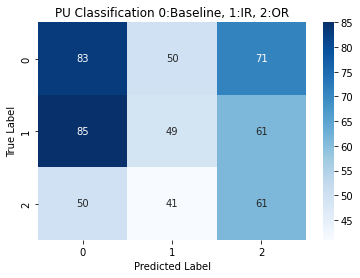 PU Classification 0:Baseline, 1:IR, 2:OR
85
80
75
70
65
60
55
50
45
0 83 50 71
1 85 49 61
2 50 41 61
True Label
0 1 2
Predicted Label